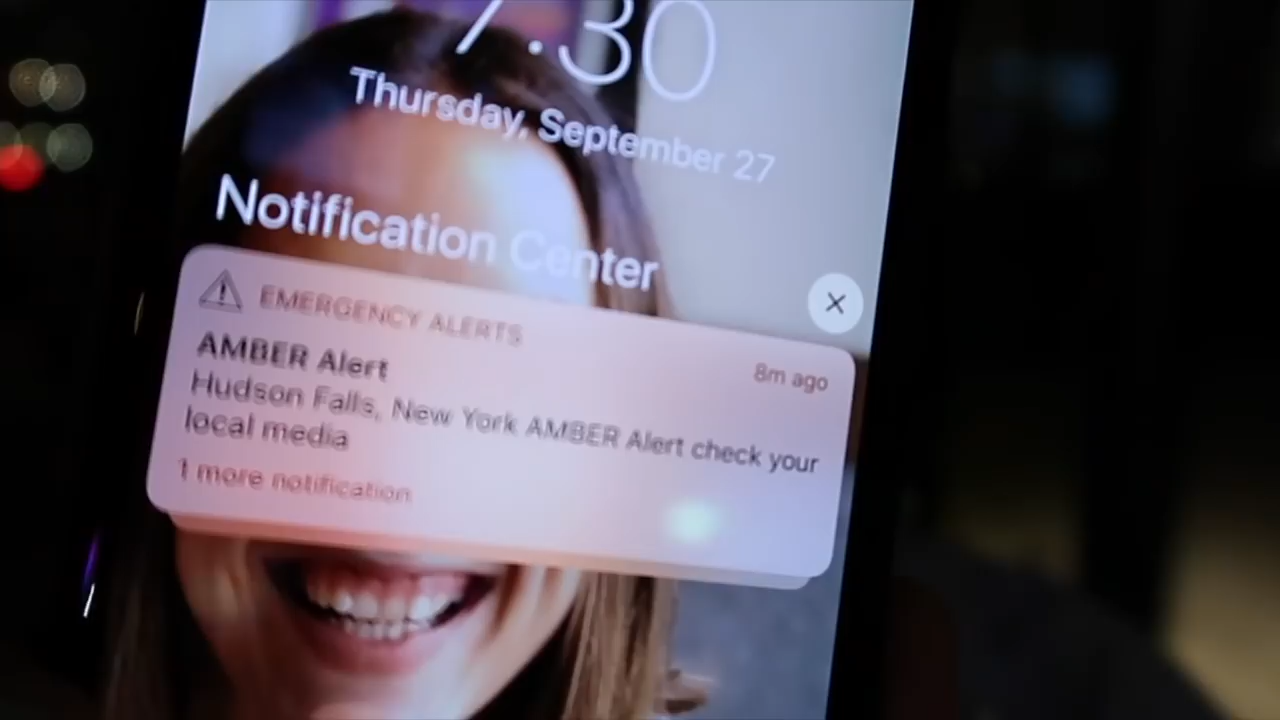 7:30
Thursday, September 27
Notification Center
EMERGENCY ALERTS
8m ago
AMBER Alert
Hudson Falls, New York AMBER Alert check your
local media
1 more notification